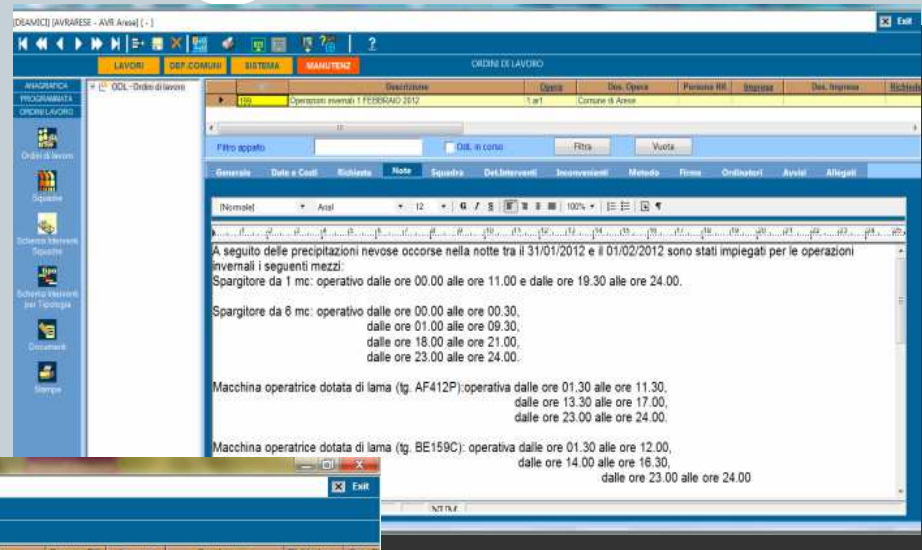 [DEAMICI] [AVRARESE - AVR Arese] ( - )
Exit
?
LAVORI DEF.COMUNI SISTEMA MANUTENZ ORDINI DI LAVORO
ANAGRAFICA
PROGRAMMATA
ORDINI LAVORO
Ordini di lavoro
Squadre
Schema Interventi Squadre
Schema Interventi per Tipologia
Documenti
Stampe
ODL - Ordini di lavoro
Descrizione Opera Des. Opera Persona Rif. Impresa Des. Impresa
199 Operazioni invernali 1 FEBBRAIO 2012 1 ar1 Comune di Arese
Filtro appalto OdL in corso Filtra Vuota
Generale Date e Costi Richiesta Note Squadra Det.Interventi Inconvenienti Metodo Firme Ordinatori Avvisi Allegati
[Normale] Arial 12 G I S 100%
A seguito delle precipitazioni nevose occorse nella notte tra il 31/01/2012 e il 01/02/2012 sono stati impiegati per le operazioni
invernali i seguenti mezzi:
Spargitore da 1 mc: operativo dalle ore 00.00 alle ore 11.00 e dalle ore 19.30 alle ore 24.00.
Spargitore da 6 mc: operativo dalle ore 00.00 alle ore 00.30,
dalle ore 01.00 alle ore 09.30,
dalle ore 18.00 alle ore 21.00,
dalle ore 23.00 alle ore 24.00.
Macchina operatrice dotata di lama (tg. AF412P):operativa dalle ore 01.30 alle ore 11.30,
dalle ore 13.30 alle ore 17.00,
dalle ore 23.00 alle ore 24.00.
Macchina operatrice dotata di lama (tg. BE159C): operativa dalle ore 01.30 alle ore 12.00,
dalle ore 14.00 alle ore 16.30,
dalle ore 23.00 alle ore 24.00
NUM
Exit